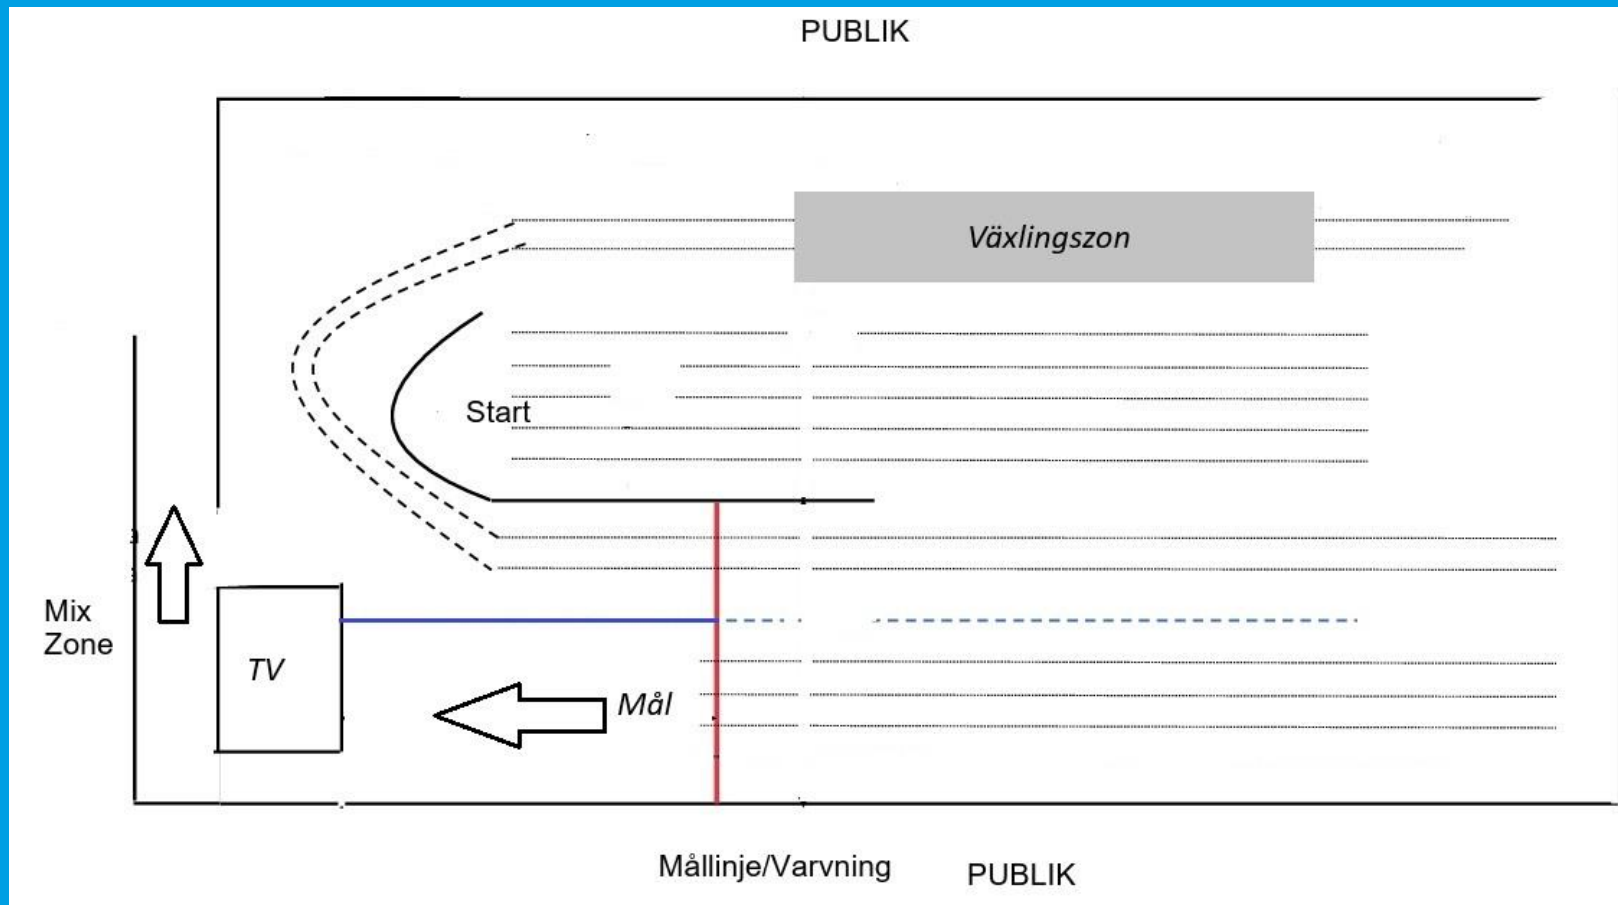 PUBLIK
Växlingszon
Start
Mix
Zone
TV
Mål
Mållinje/Varvning
PUBLIK